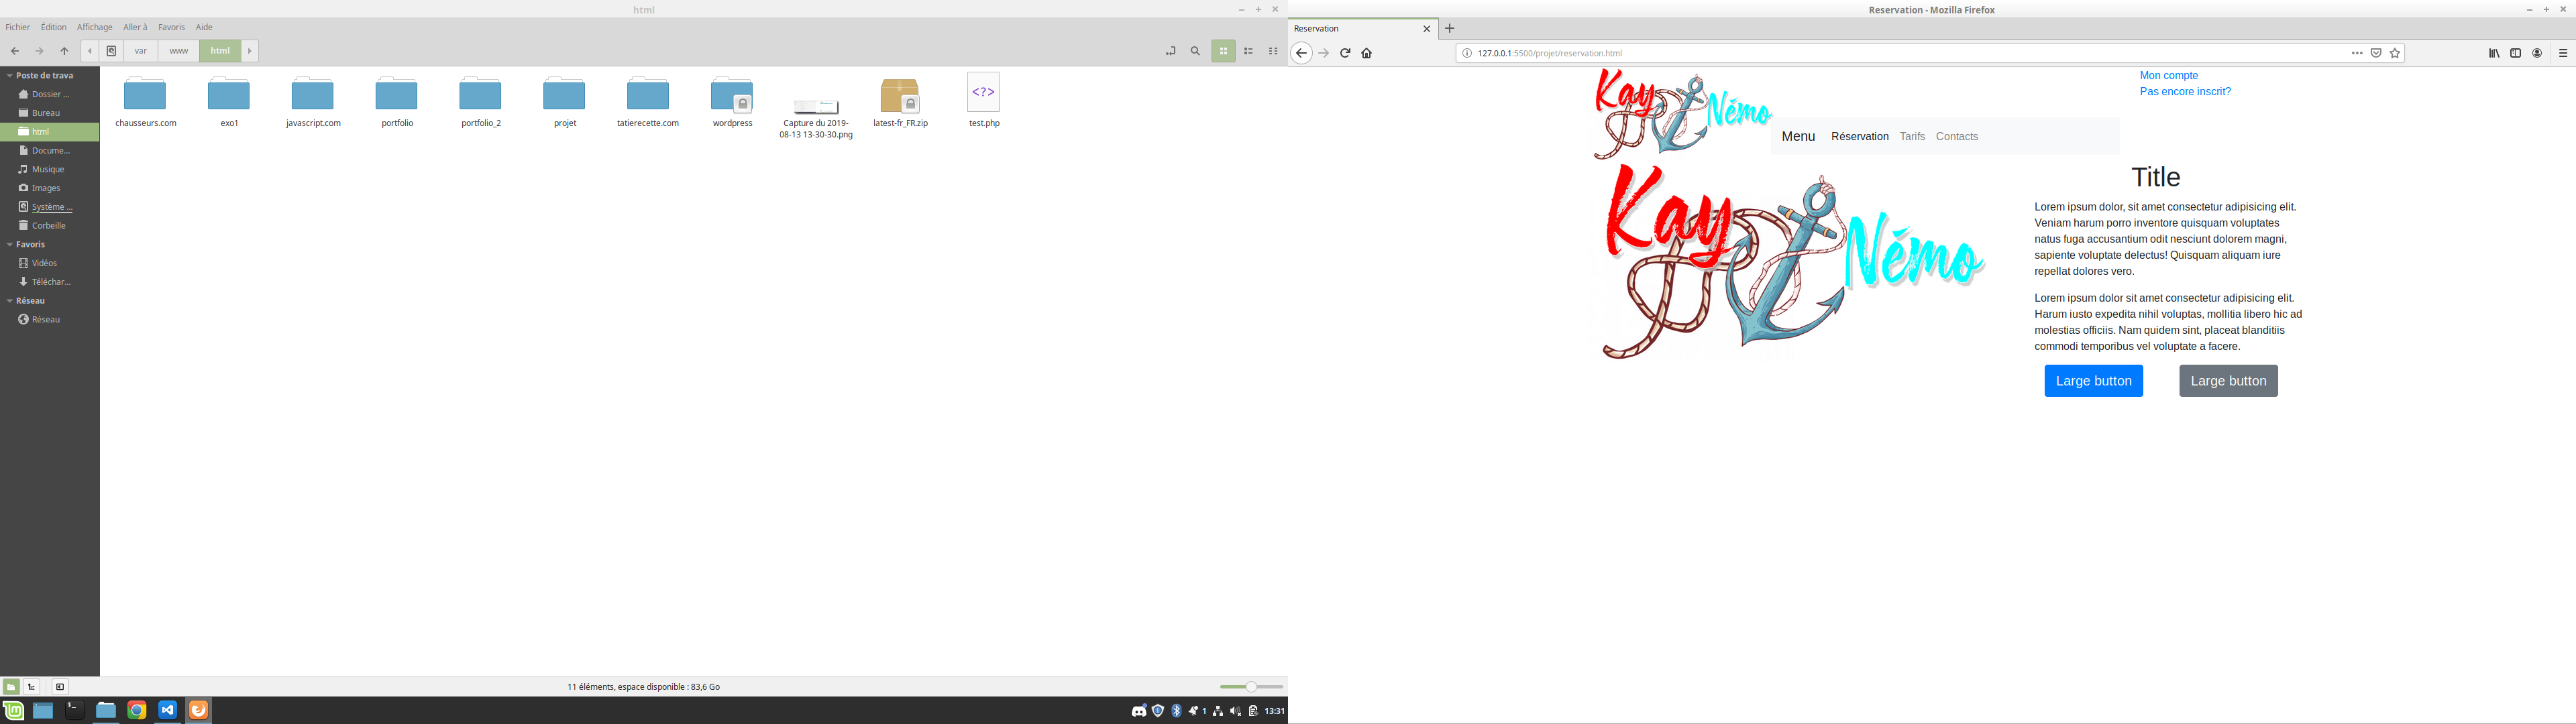 html
Fichier Édition Affichage Aller à Favoris Aide
var www html
Poste de trava
Dossier ...
Bureau
html
Docume...
Musique
Images
Système ...
Corbeille
Favoris
Vidéos
Téléchar...
Réseau
Réseau
chausseurs.com exo1 javascript.com portfolio portfolio_2 projet tatierecette.com wordpress Capture du 2019-08-13 13-30-30.png latest-fr_FR.zip <?> test.php
11 éléments, espace disponible : 83,6 Go
1 13:31
Reservation - Mozilla Firefox
Reservation
127.0.0.1:5500/projet/reservation.html
Mon compte
Pas encore inscrit?
Kay Némo
Menu Réservation Tarifs Contacts
Kay Némo
Title
Lorem ipsum dolor, sit amet consectetur adipisicing elit.
Veniam harum porro inventore quisquam voluptates
natus fuga accusantium odit nesciunt dolorem magni,
sapiente voluptate delectus! Quisquam aliquam iure
repellat dolores vero.
Lorem ipsum dolor sit amet consectetur adipisicing elit.
Harum iusto expedita nihil voluptas, mollitia libero hic ad
molestias officiis. Nam quidem sint, placeat blanditiis
commodi temporibus vel voluptate a facere.
Large button Large button